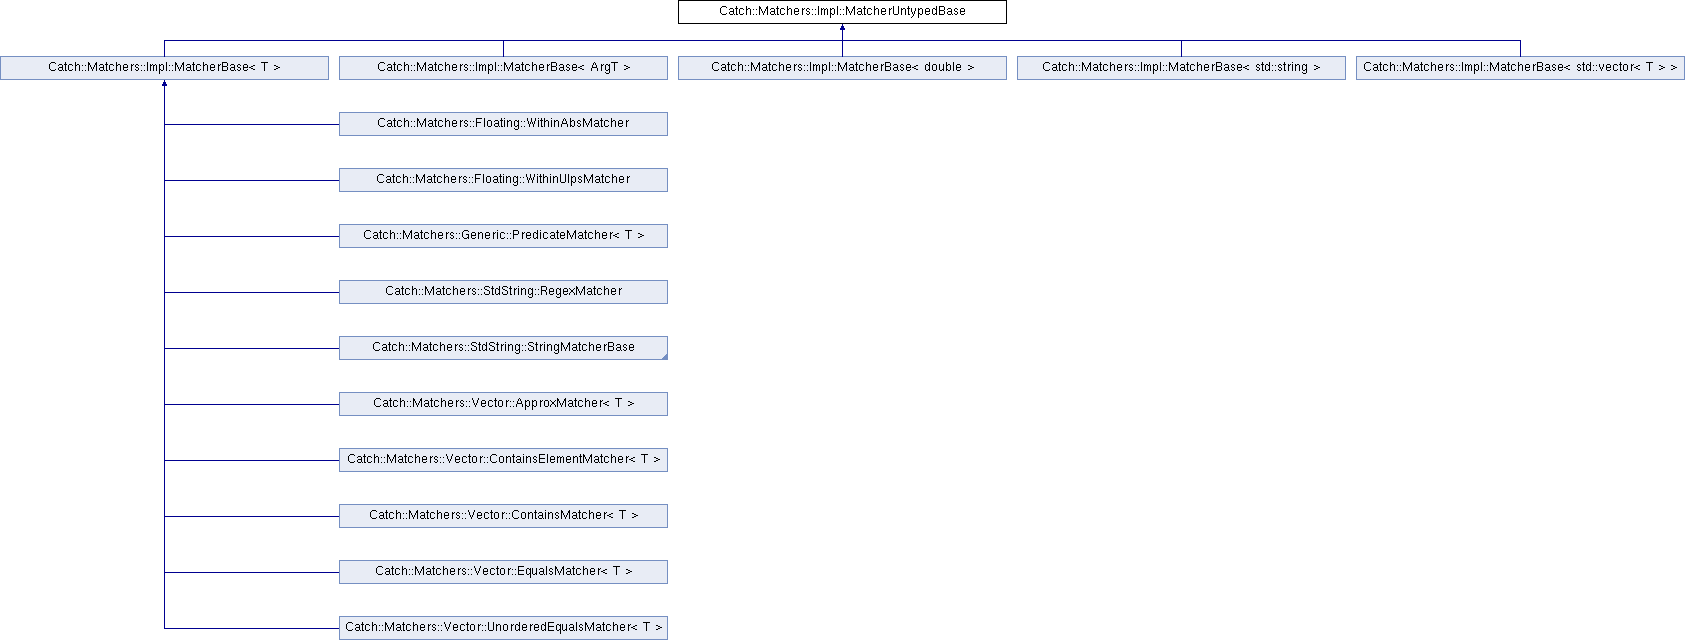 Catch::Matchers::Impl::MatcherUntypedBase
Catch::Matchers::Impl::MatcherBase< T >
Catch::Matchers::Impl::MatcherBase< ArgT >
Catch::Matchers::Impl::MatcherBase< double >
Catch::Matchers::Impl::MatcherBase< std::string >
Catch::Matchers::Impl::MatcherBase< std::vector< T > >
Catch::Matchers::Floating::WithinAbsMatcher
Catch::Matchers::Floating::WithinUlpsMatcher
Catch::Matchers::Generic::PredicateMatcher< T >
Catch::Matchers::StdString::RegexMatcher
Catch::Matchers::StdString::StringMatcherBase
Catch::Matchers::Vector::ApproxMatcher< T >
Catch::Matchers::Vector::ContainsElementMatcher< T >
Catch::Matchers::Vector::ContainsMatcher< T >
Catch::Matchers::Vector::EqualsMatcher< T >
Catch::Matchers::Vector::UnorderedEqualsMatcher< T >